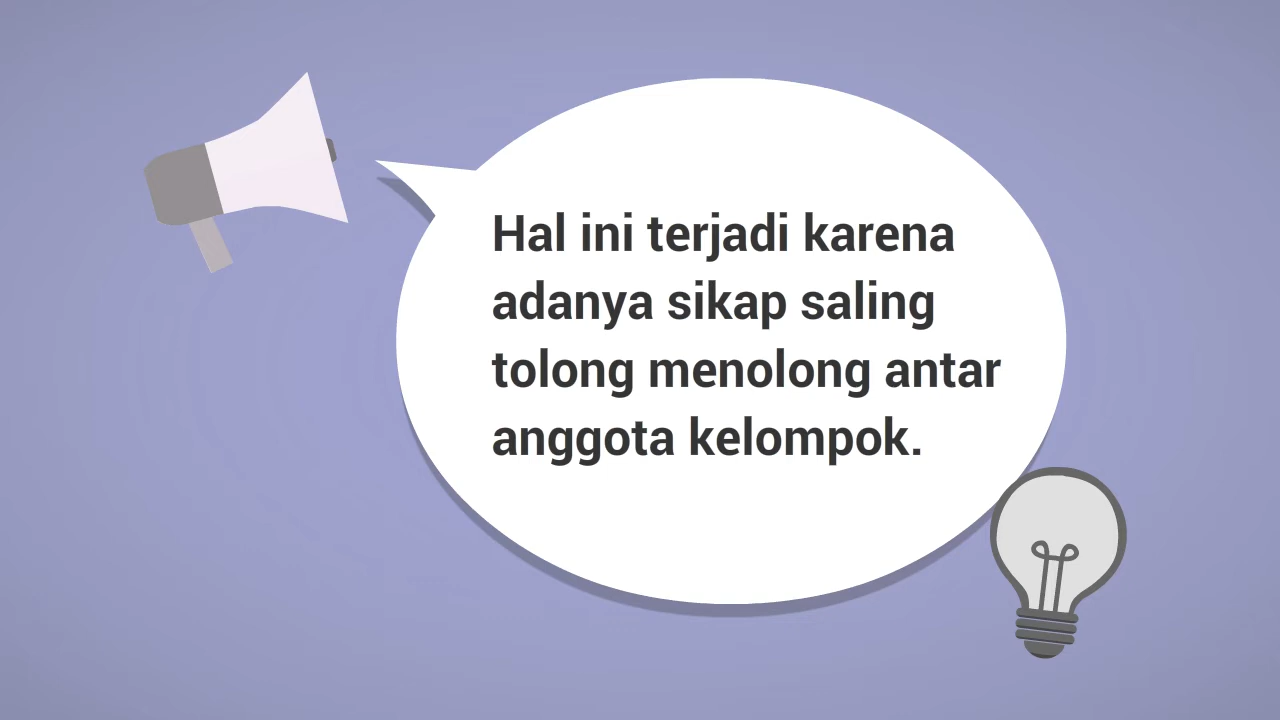 Hal ini terjadi karena
adanya sikap saling
tolong menolong antar
anggota kelompok.